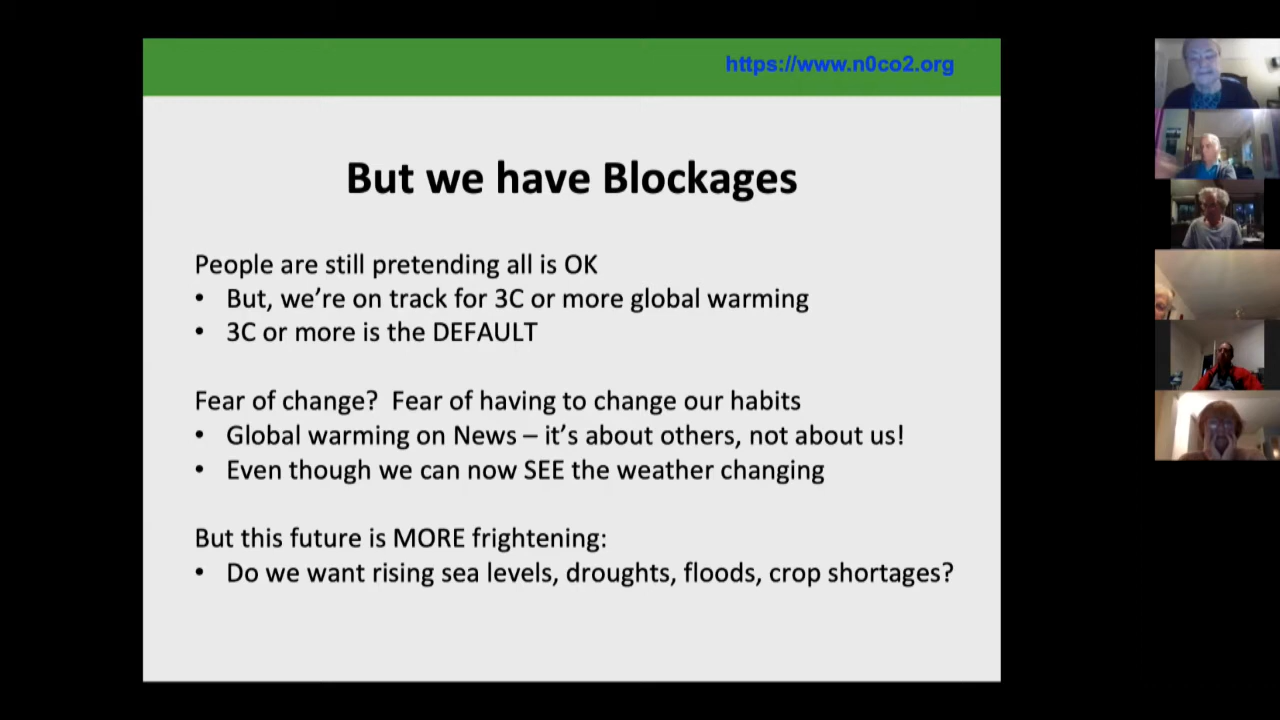 https://www.n0co2.org
But we have Blockages
People are still pretending all is OK
• But, we’re on track for 3C or more global warming
• 3C or more is the DEFAULT
Fear of change?  Fear of having to change our habits
• Global warming on News – it’s about others, not about us!
• Even though we can now SEE the weather changing
But this future is MORE frightening:
• Do we want rising sea levels, droughts, floods, crop shortages?